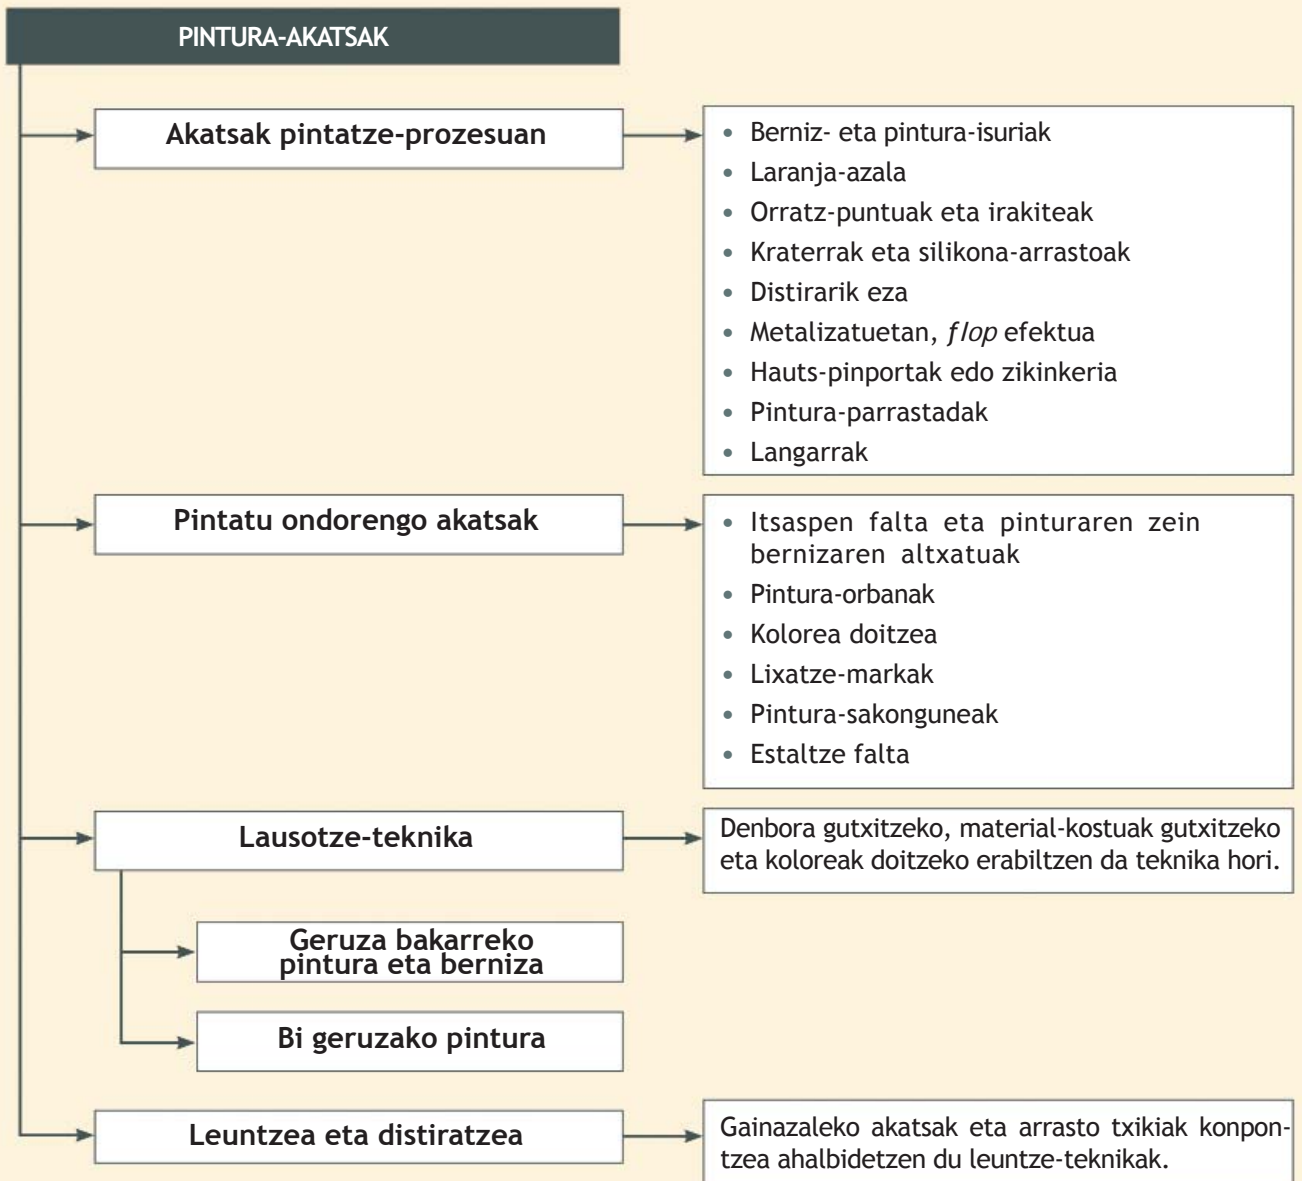 PINTURA-AKATSAK
Akatsak pintatze-prozesuan
• Berniz- eta pintura-isuriak
• Laranja-azala
• Orratz-puntuak eta irakiteak
• Kraterrak eta silikona-arrastoak
• Distirarik eza
• Metalizatuetan, flop efektua
• Hauts-pinportak edo zikinkeria
• Pintura-parrastadak
• Langarrak
Pintatu ondorengo akatsak
• Itsaspen falta eta pinturaren zein
bernizaren altxatuak
• Pintura-orbanak
• Kolorea doitzea
• Lixatze-markak
• Pintura-sakonguneak
• Estaltze falta
Lausotze-teknika
Denbora gutxitzeko, material-kostuak gutxitzeko
eta koloreak doitzeko erabiltzen da teknika hori.
Geruza bakarreko
pintura eta berniza
Bi geruzako pintura
Leuntzea eta distiratzea
Gainazaleko akatsak eta arrasto txikiak konpon-
tzea ahalbidetzen du leuntze-teknikak.